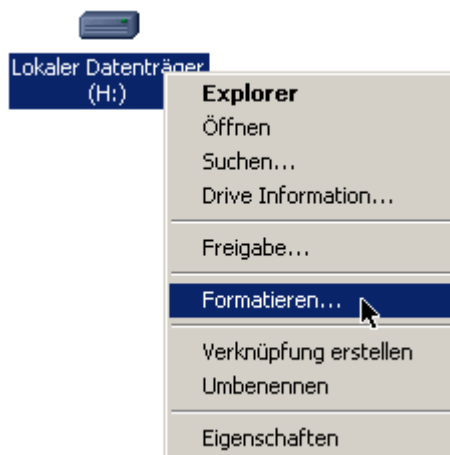 Lokaler Datenträger
(H:)
Explorer
Öffnen
Suchen...
Drive Information...
Freigabe...
Formatieren...
Verknüpfung erstellen
Umbenennen
Eigenschaften